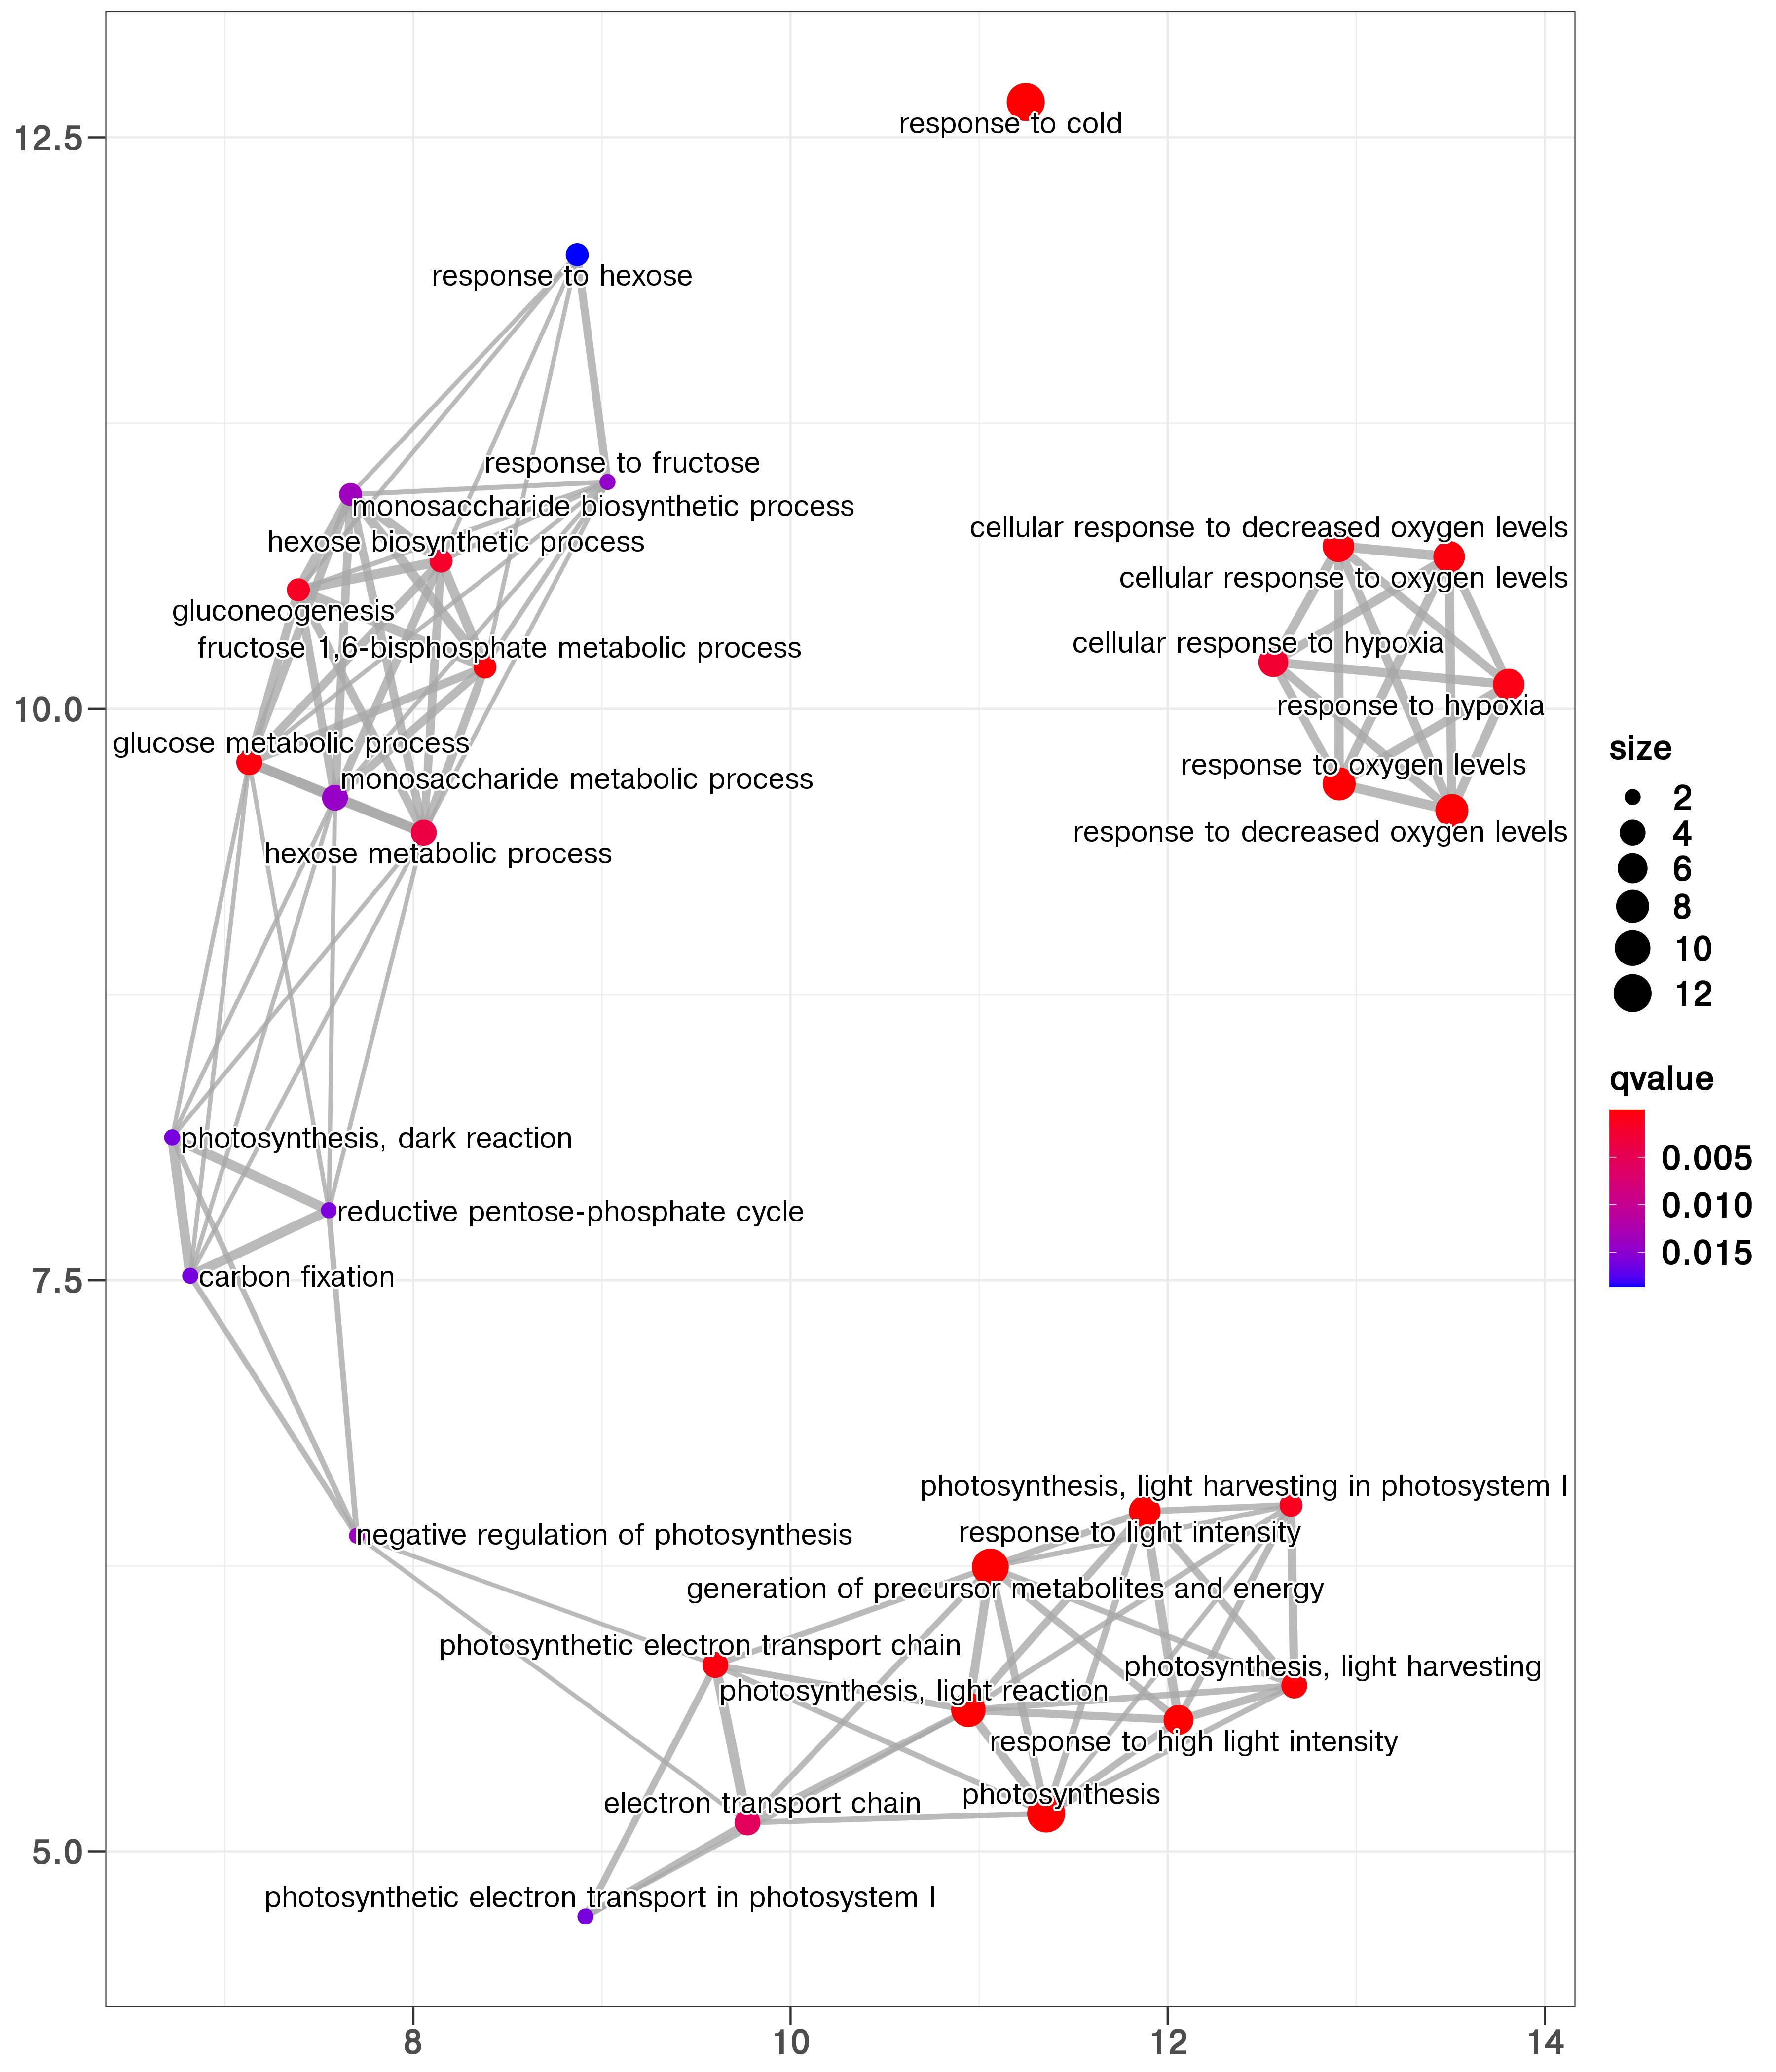 12.5
10.0
7.5
5.0
response to cold
response to hexose
response to fructose
monosaccharide biosynthetic process
hexose biosynthetic process
gluconeogenesis
fructose 1,6-bisphosphate metabolic process
glucose metabolic process
monosaccharide metabolic process
hexose metabolic process
cellular response to decreased oxygen levels
cellular response to oxygen levels
cellular response to hypoxia
response to hypoxia
response to oxygen levels
response to decreased oxygen levels
photosynthesis, dark reaction
reductive pentose-phosphate cycle
carbon fixation
negative regulation of photosynthesis
photosynthesis, light harvesting in photosystem I
response to light intensity
generation of precursor metabolites and energy
photosynthetic electron transport chain
photosynthesis, light harvesting
photosynthesis, light reaction
response to high light intensity
photosynthesis
electron transport chain
photosynthetic electron transport in photosystem I
8
10
12
14
size
2
4
6
8
10
12
qvalue
0.005
0.010
0.015